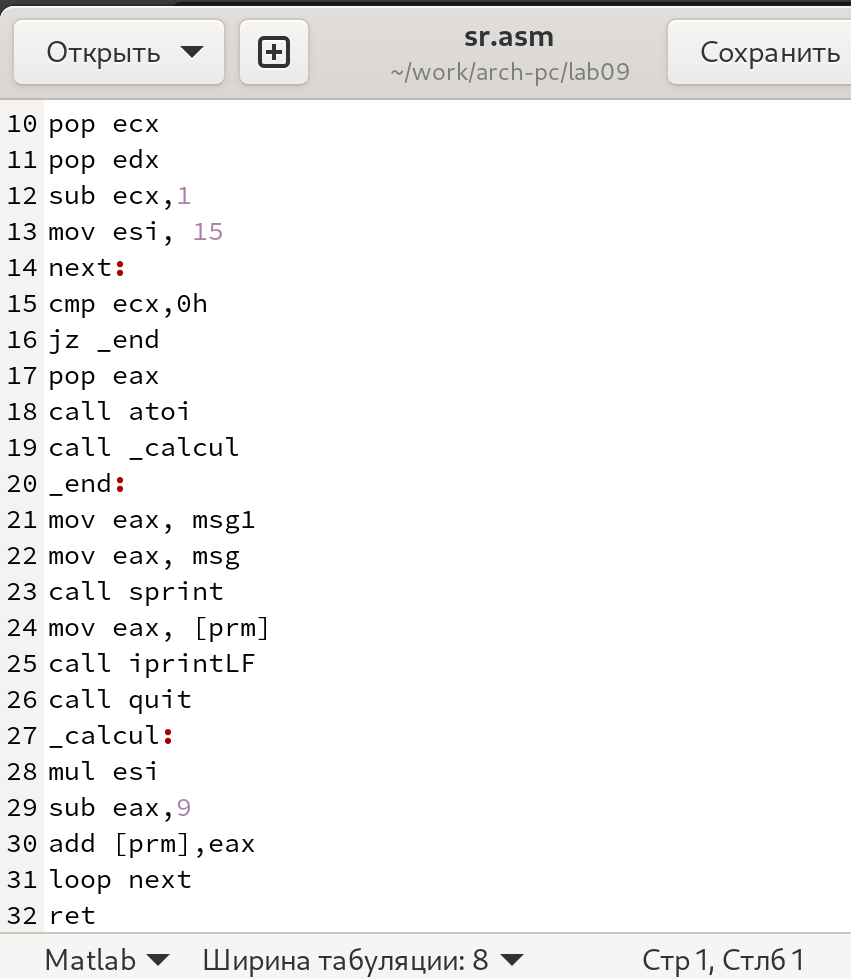 Открыть
sr.asm
~/work/arch-pc/lab09
Сохранить
10 pop ecx
11 pop edx
12 sub ecx,1
13 mov esi, 15
14 next:
15 cmp ecx,0h
16 jz _end
17 pop eax
18 call atoi
19 call _calcul
20 _end:
21 mov eax, msg1
22 mov eax, msg
23 call sprint
24 mov eax, [prm]
25 call iprintLF
26 call quit
27 _calcul:
28 mul esi
29 sub eax,9
30 add [prm],eax
31 loop next
32 ret
Matlab Ширина табуляции: 8 Стр 1, Стлб 1